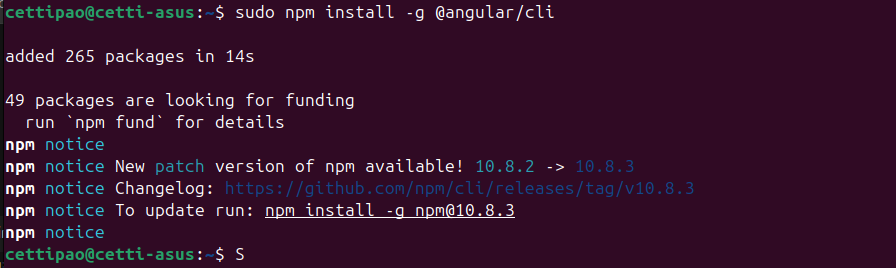 cettipao@cetti-asus:~$ sudo npm install -g @angular/cli
added 265 packages in 14s
49 packages are looking for funding
  run `npm fund` for details
npm notice
npm notice New patch version of npm available! 10.8.2 -> 10.8.3
npm notice Changelog: https://github.com/npm/cli/releases/tag/v10.8.3
npm notice To update run: npm install -g npm@10.8.3
npm notice
cettipao@cetti-asus:~$ S